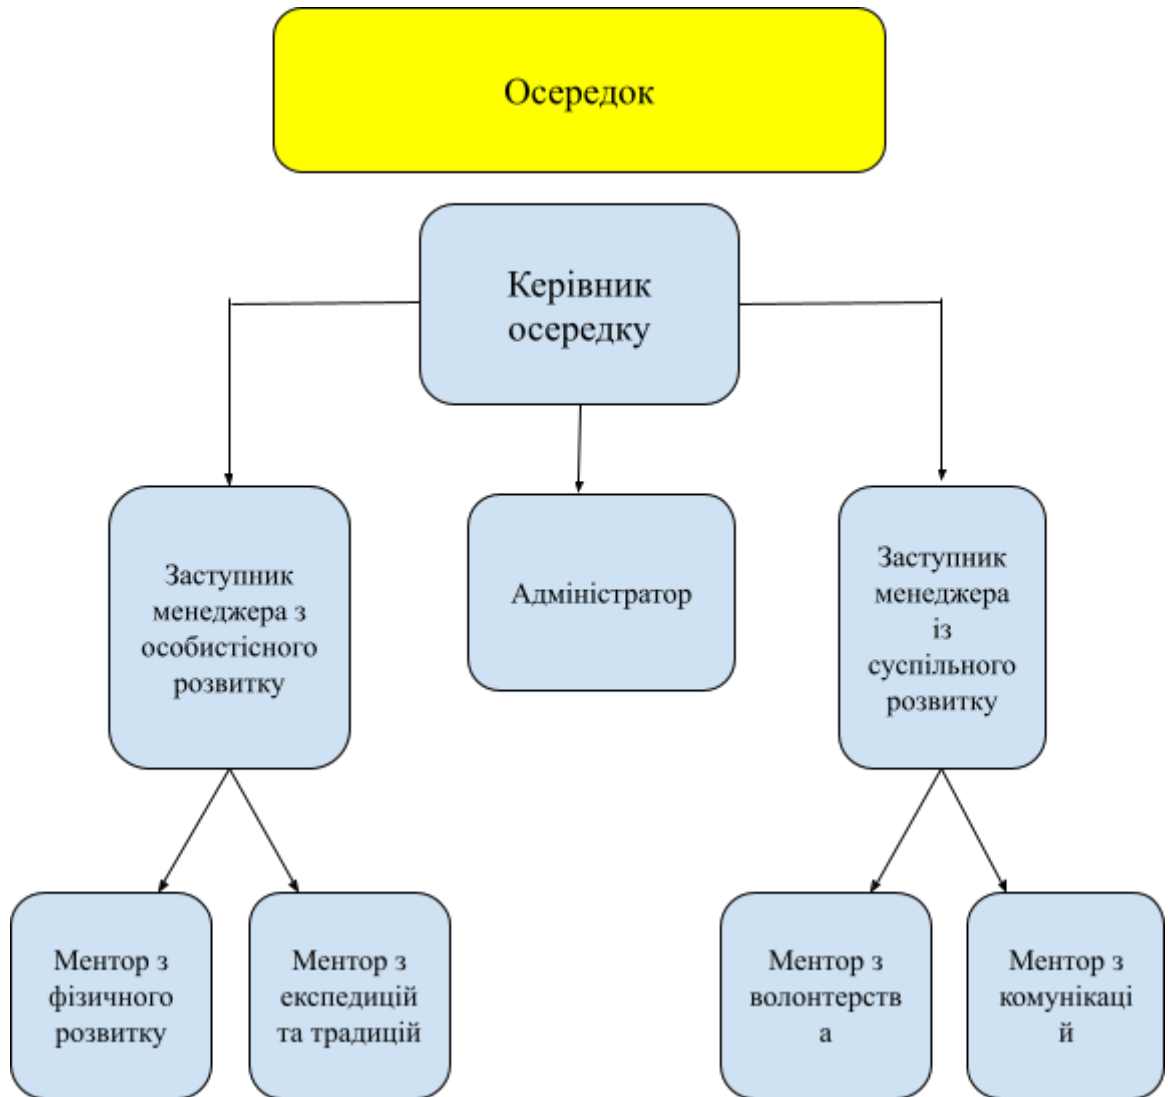 Осередок
Керівник
осередку
Заступник
менеджера з
особистісного
розвитку
Адміністратор
Заступник
менеджера
із
суспільного
розвитку
Ментор з
фізичного
розвитку
Ментор з
експедицій
та традицій
Ментор з
волонтерств
а
Ментор з
комунікаці
й